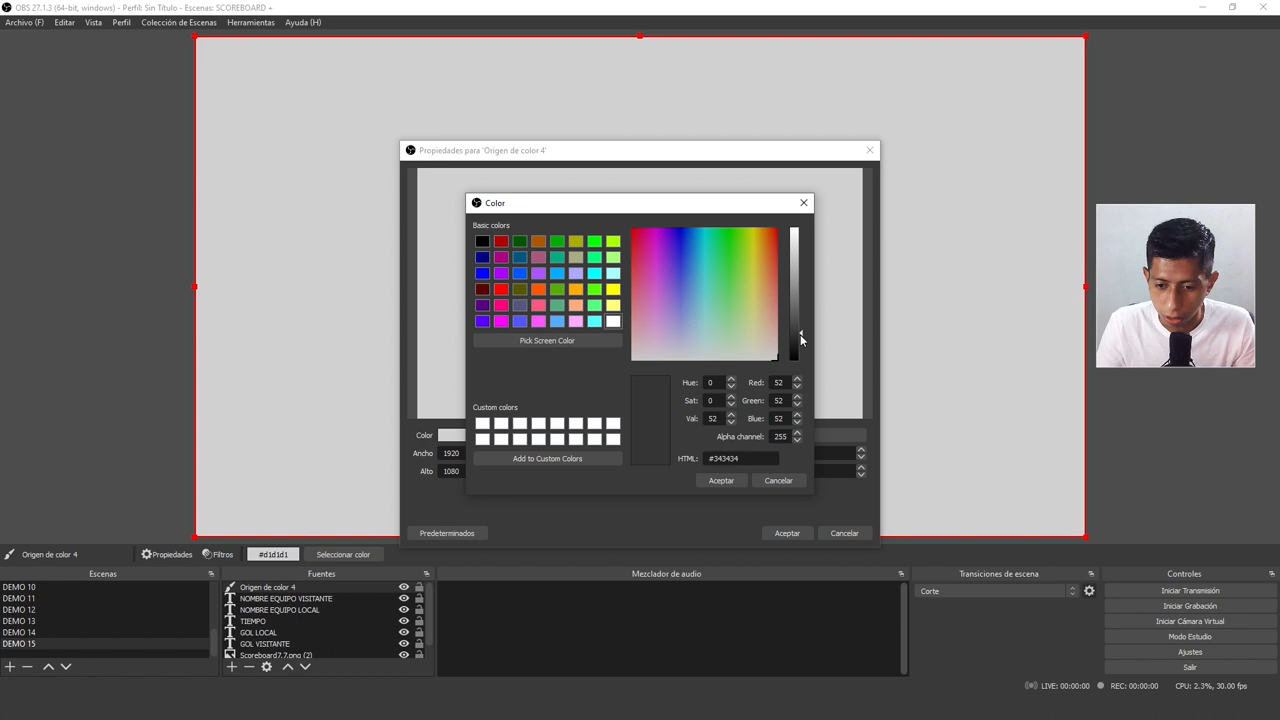 OBS 27.1.3 (64-bit, windows) - Perfil: Sin Título - Escenas: SCOREBOARD +
Archivo (F) Editar Vista Perfil Colección de Escenas Herramientas Ayuda (H)
Propiedades para 'Origen de color 4'
Color
Basic colors
Pick Screen Color
Hue: 0 Red: 52
Sat: 0 Green: 52
Val: 52 Blue: 52
Alpha channel: 255
Custom colors
HTML: #343434
Add to Custom Colors
Aceptar Cancelar
Color
Ancho 1920
Alto 1080
Predeterminados Aceptar Cancelar
Origen de color 4 Propiedades Filtros #d1d1d1 Seleccionar color
Escenas
DEMO 10
DEMO 11
DEMO 12
DEMO 13
DEMO 14
DEMO 15
Fuentes
Origen de color 4
NOMBRE EQUIPO VISITANTE
NOMBRE EQUIPO LOCAL
TIEMPO
GOL LOCAL
GOL VISITANTE
Scoreboard7.7.png (2)
Mezclador de audio
Transiciones de escena
Corte
Controles
Iniciar Transmisión
Iniciar Grabación
Iniciar Cámara Virtual
Modo Estudio
Ajustes
Salir
LIVE: 00:00:00 REC: 00:00:00 CPU: 2.3%, 30.00 fps